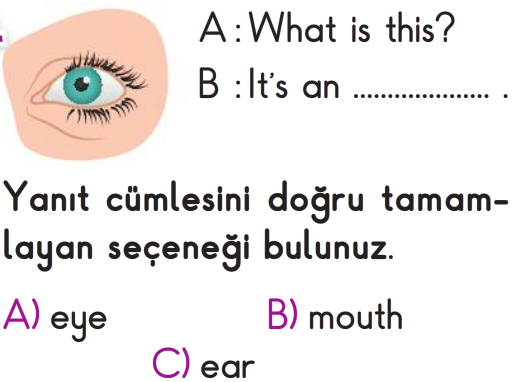 A : What is this?
B : It's an ..................... .
Yanıt cümlesini doğru tamam-
layan seçeneği bulunuz.
A) eye B) mouth
C) ear